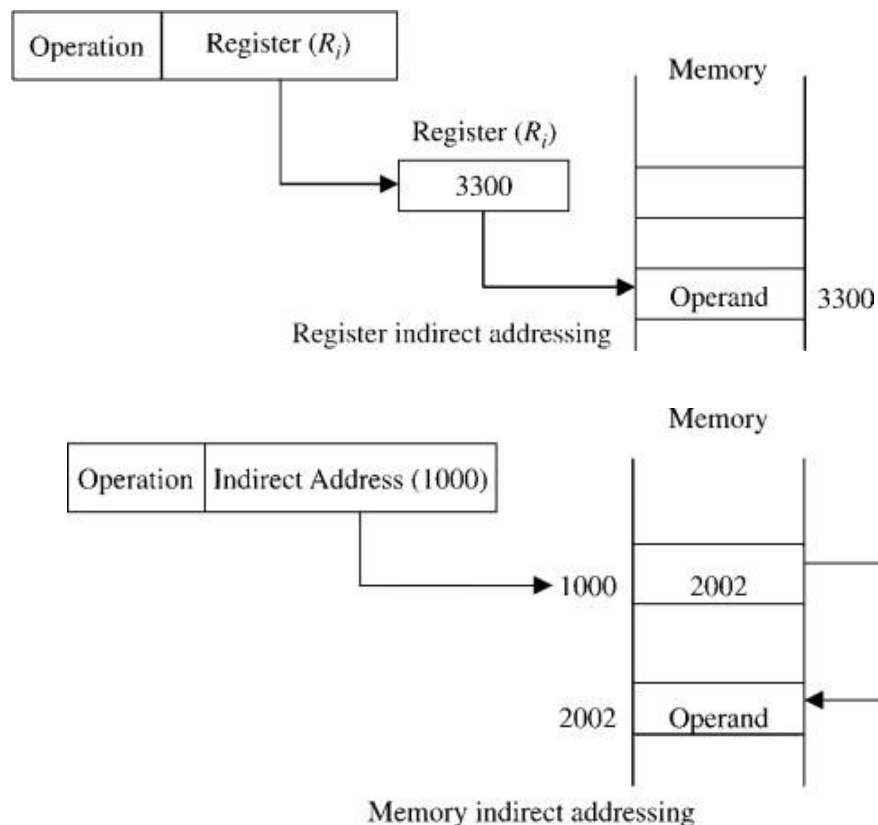 Operation Register (Rᵢ)
Memory
Register (Rᵢ)
3300
Operand 3300
Register indirect addressing
Memory
Operation Indirect Address (1000)
1000 2002
2002 Operand
Memory indirect addressing